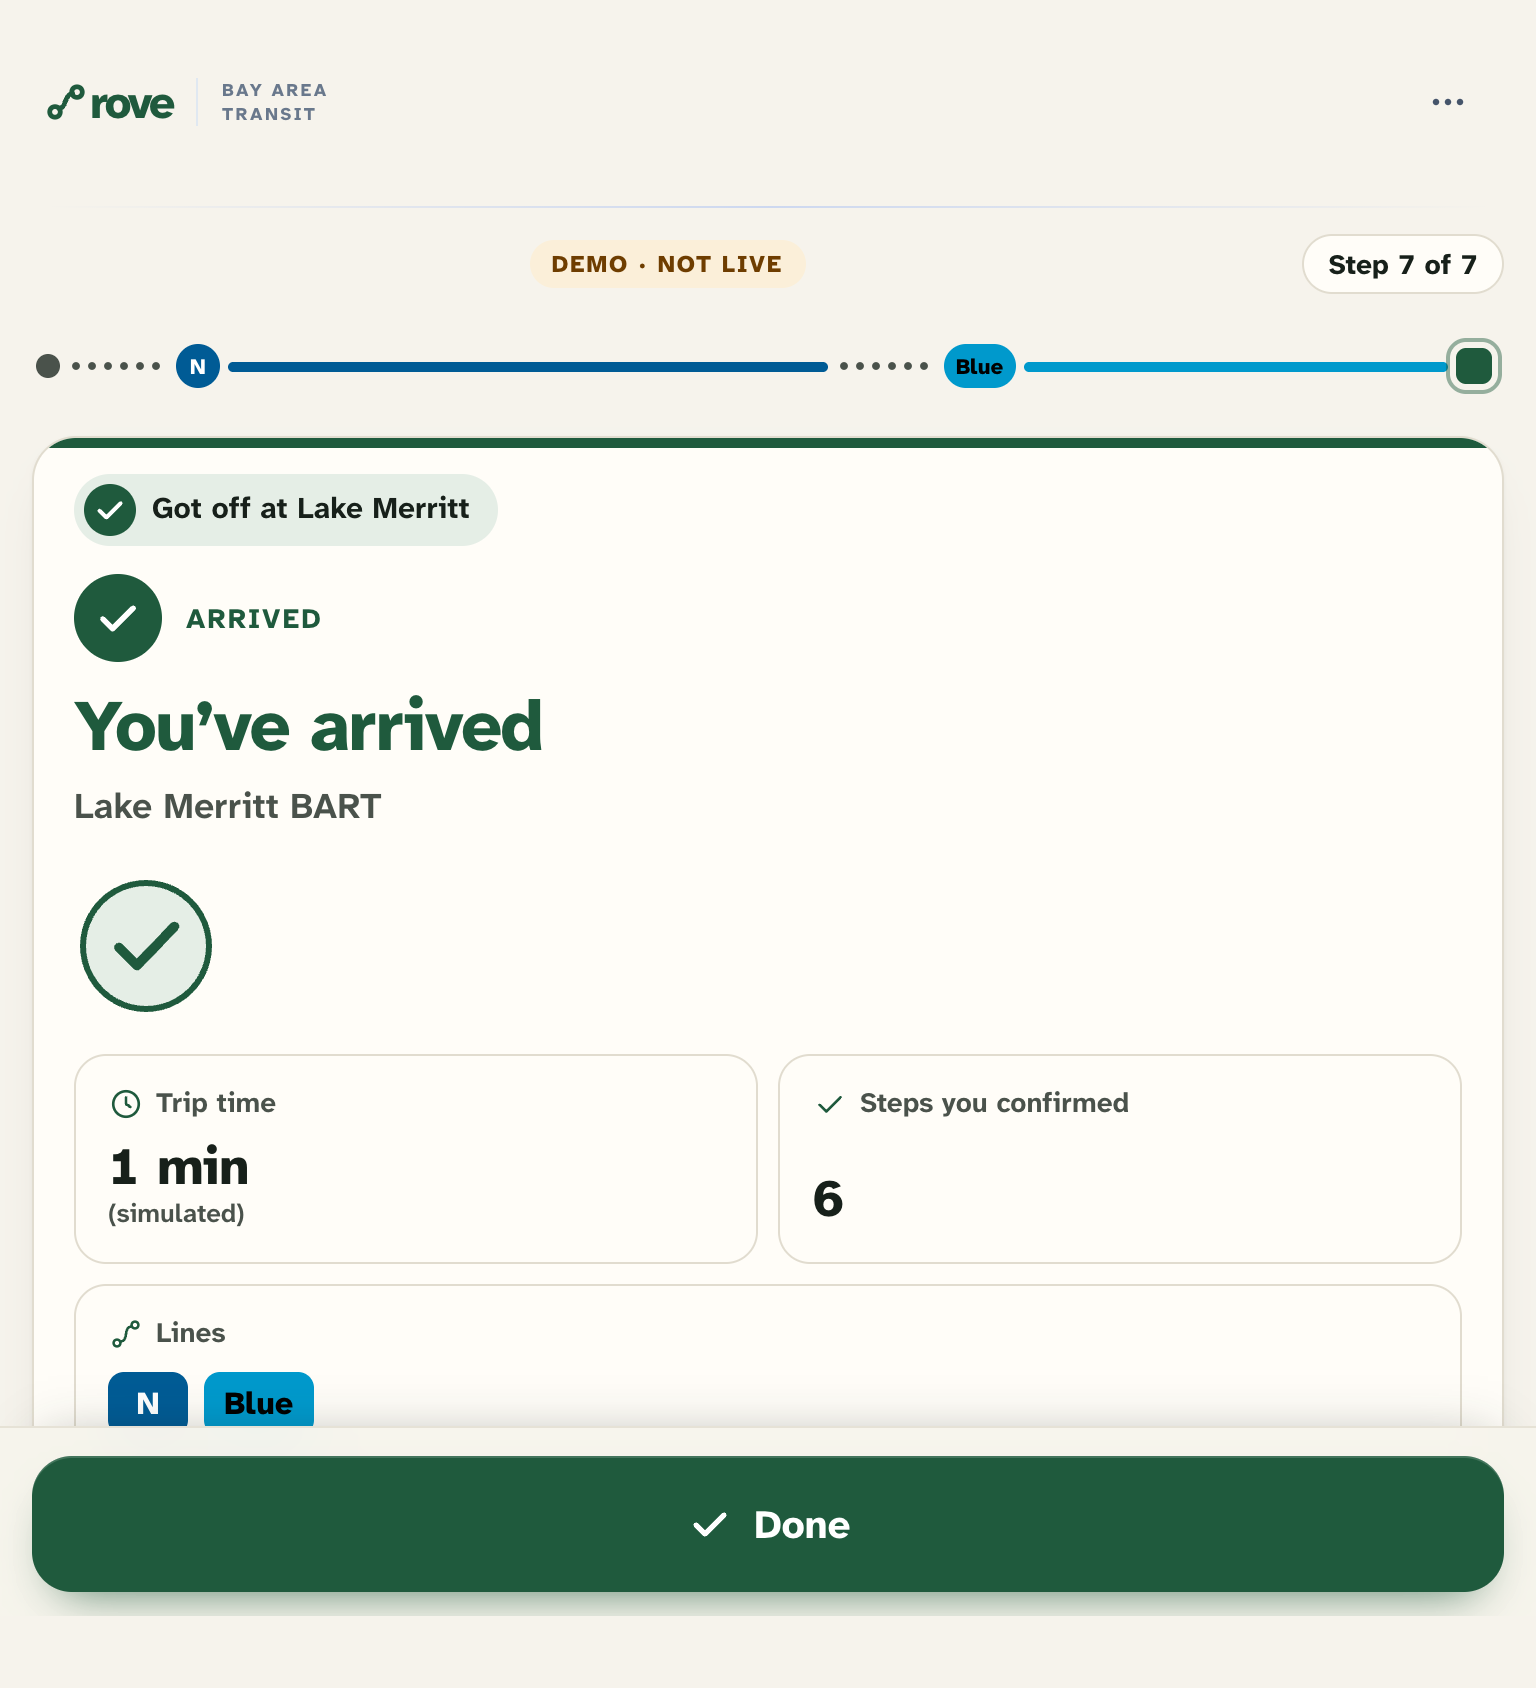 rove
BAY AREA
TRANSIT
DEMO · NOT LIVE
Step 7 of 7
N
Blue
Got off at Lake Merritt
ARRIVED
You’ve arrived
Lake Merritt BART
Trip time
1 min
(simulated)
Steps you confirmed
6
Lines
N
Blue
Done